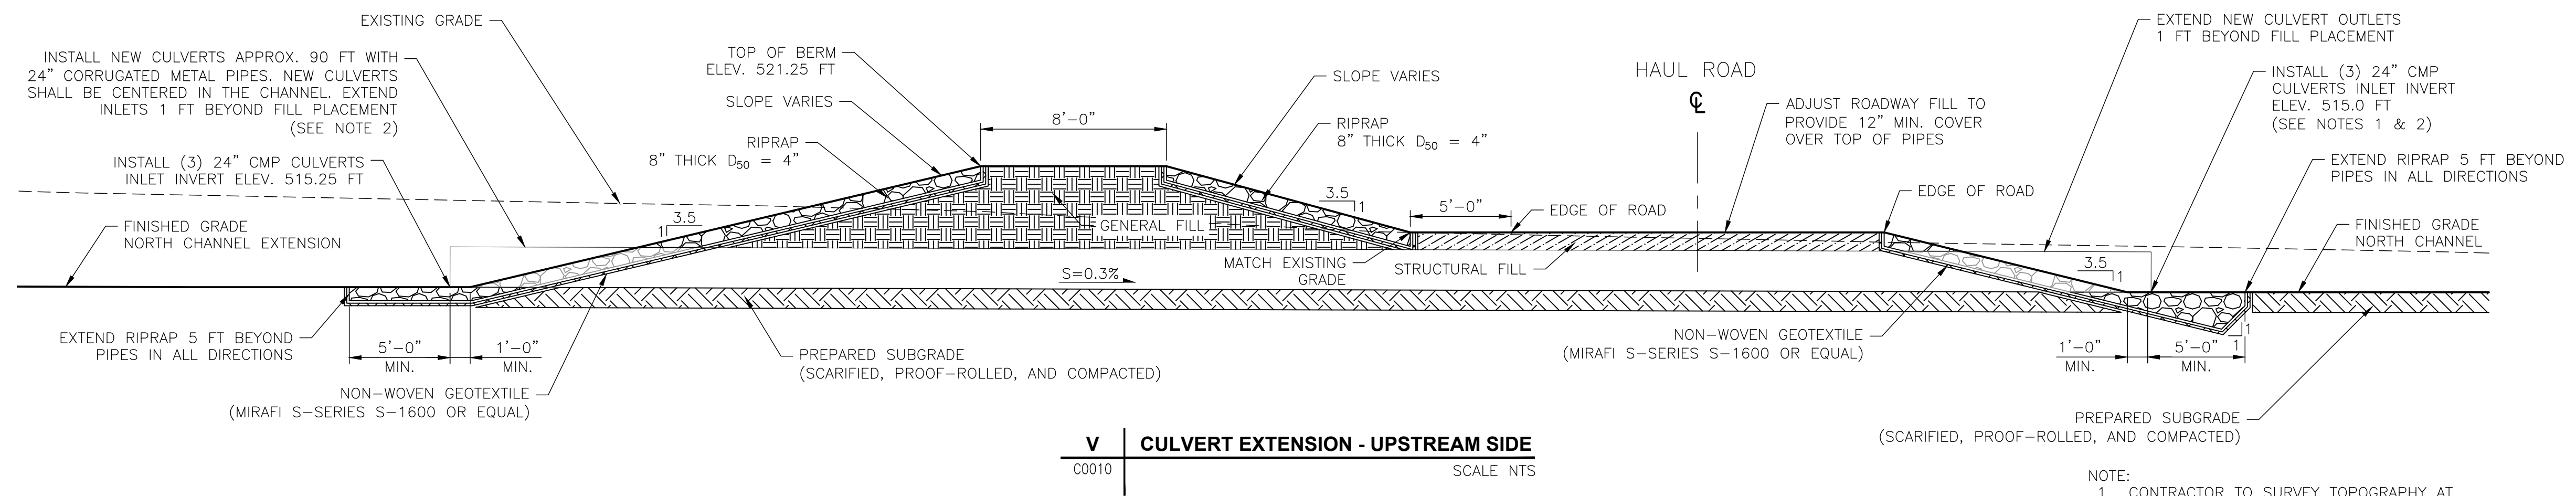 EXISTING GRADE
INSTALL NEW CULVERTS APPROX. 90 FT WITH
24" CORRUGATED METAL PIPES. NEW CULVERTS
SHALL BE CENTERED IN THE CHANNEL. EXTEND
INLETS 1 FT BEYOND FILL PLACEMENT
(SEE NOTE 2)
INSTALL (3) 24" CMP CULVERTS
INLET INVERT ELEV. 515.25 FT
FINISHED GRADE
NORTH CHANNEL EXTENSION
TOP OF BERM
ELEV. 521.25 FT
SLOPE VARIES
RIPRAP
8" THICK D50 = 4"
8'-0"
SLOPE VARIES
RIPRAP
8" THICK D50 = 4"
HAUL ROAD
CL
ADJUST ROADWAY FILL TO
PROVIDE 12" MIN. COVER
OVER TOP OF PIPES
EXTEND NEW CULVERT OUTLETS
1 FT BEYOND FILL PLACEMENT
INSTALL (3) 24" CMP
CULVERTS INLET INVERT
ELEV. 515.0 FT
(SEE NOTES 1 & 2)
EXTEND RIPRAP 5 FT BEYOND
PIPES IN ALL DIRECTIONS
FINISHED GRADE
NORTH CHANNEL
3.5
1
3.5
1
5'-0"
EDGE OF ROAD
EDGE OF ROAD
GENERAL FILL
MATCH EXISTING
GRADE
STRUCTURAL FILL
S=0.3%
3.5
1
EXTEND RIPRAP 5 FT BEYOND
PIPES IN ALL DIRECTIONS
5'-0"
MIN.
1'-0"
MIN.
NON-WOVEN GEOTEXTILE
(MIRAFI S-SERIES S-1600 OR EQUAL)
PREPARED SUBGRADE
(SCARIFIED, PROOF-ROLLED, AND COMPACTED)
NON-WOVEN GEOTEXTILE
(MIRAFI S-SERIES S-1600 OR EQUAL)
1'-0"
MIN.
5'-0"
MIN.
1
1
PREPARED SUBGRADE
(SCARIFIED, PROOF-ROLLED, AND COMPACTED)
V CULVERT EXTENSION - UPSTREAM SIDE
C0010 SCALE NTS
NOTE:
1. CONTRACTOR TO SURVEY TOPOGRAPHY AT